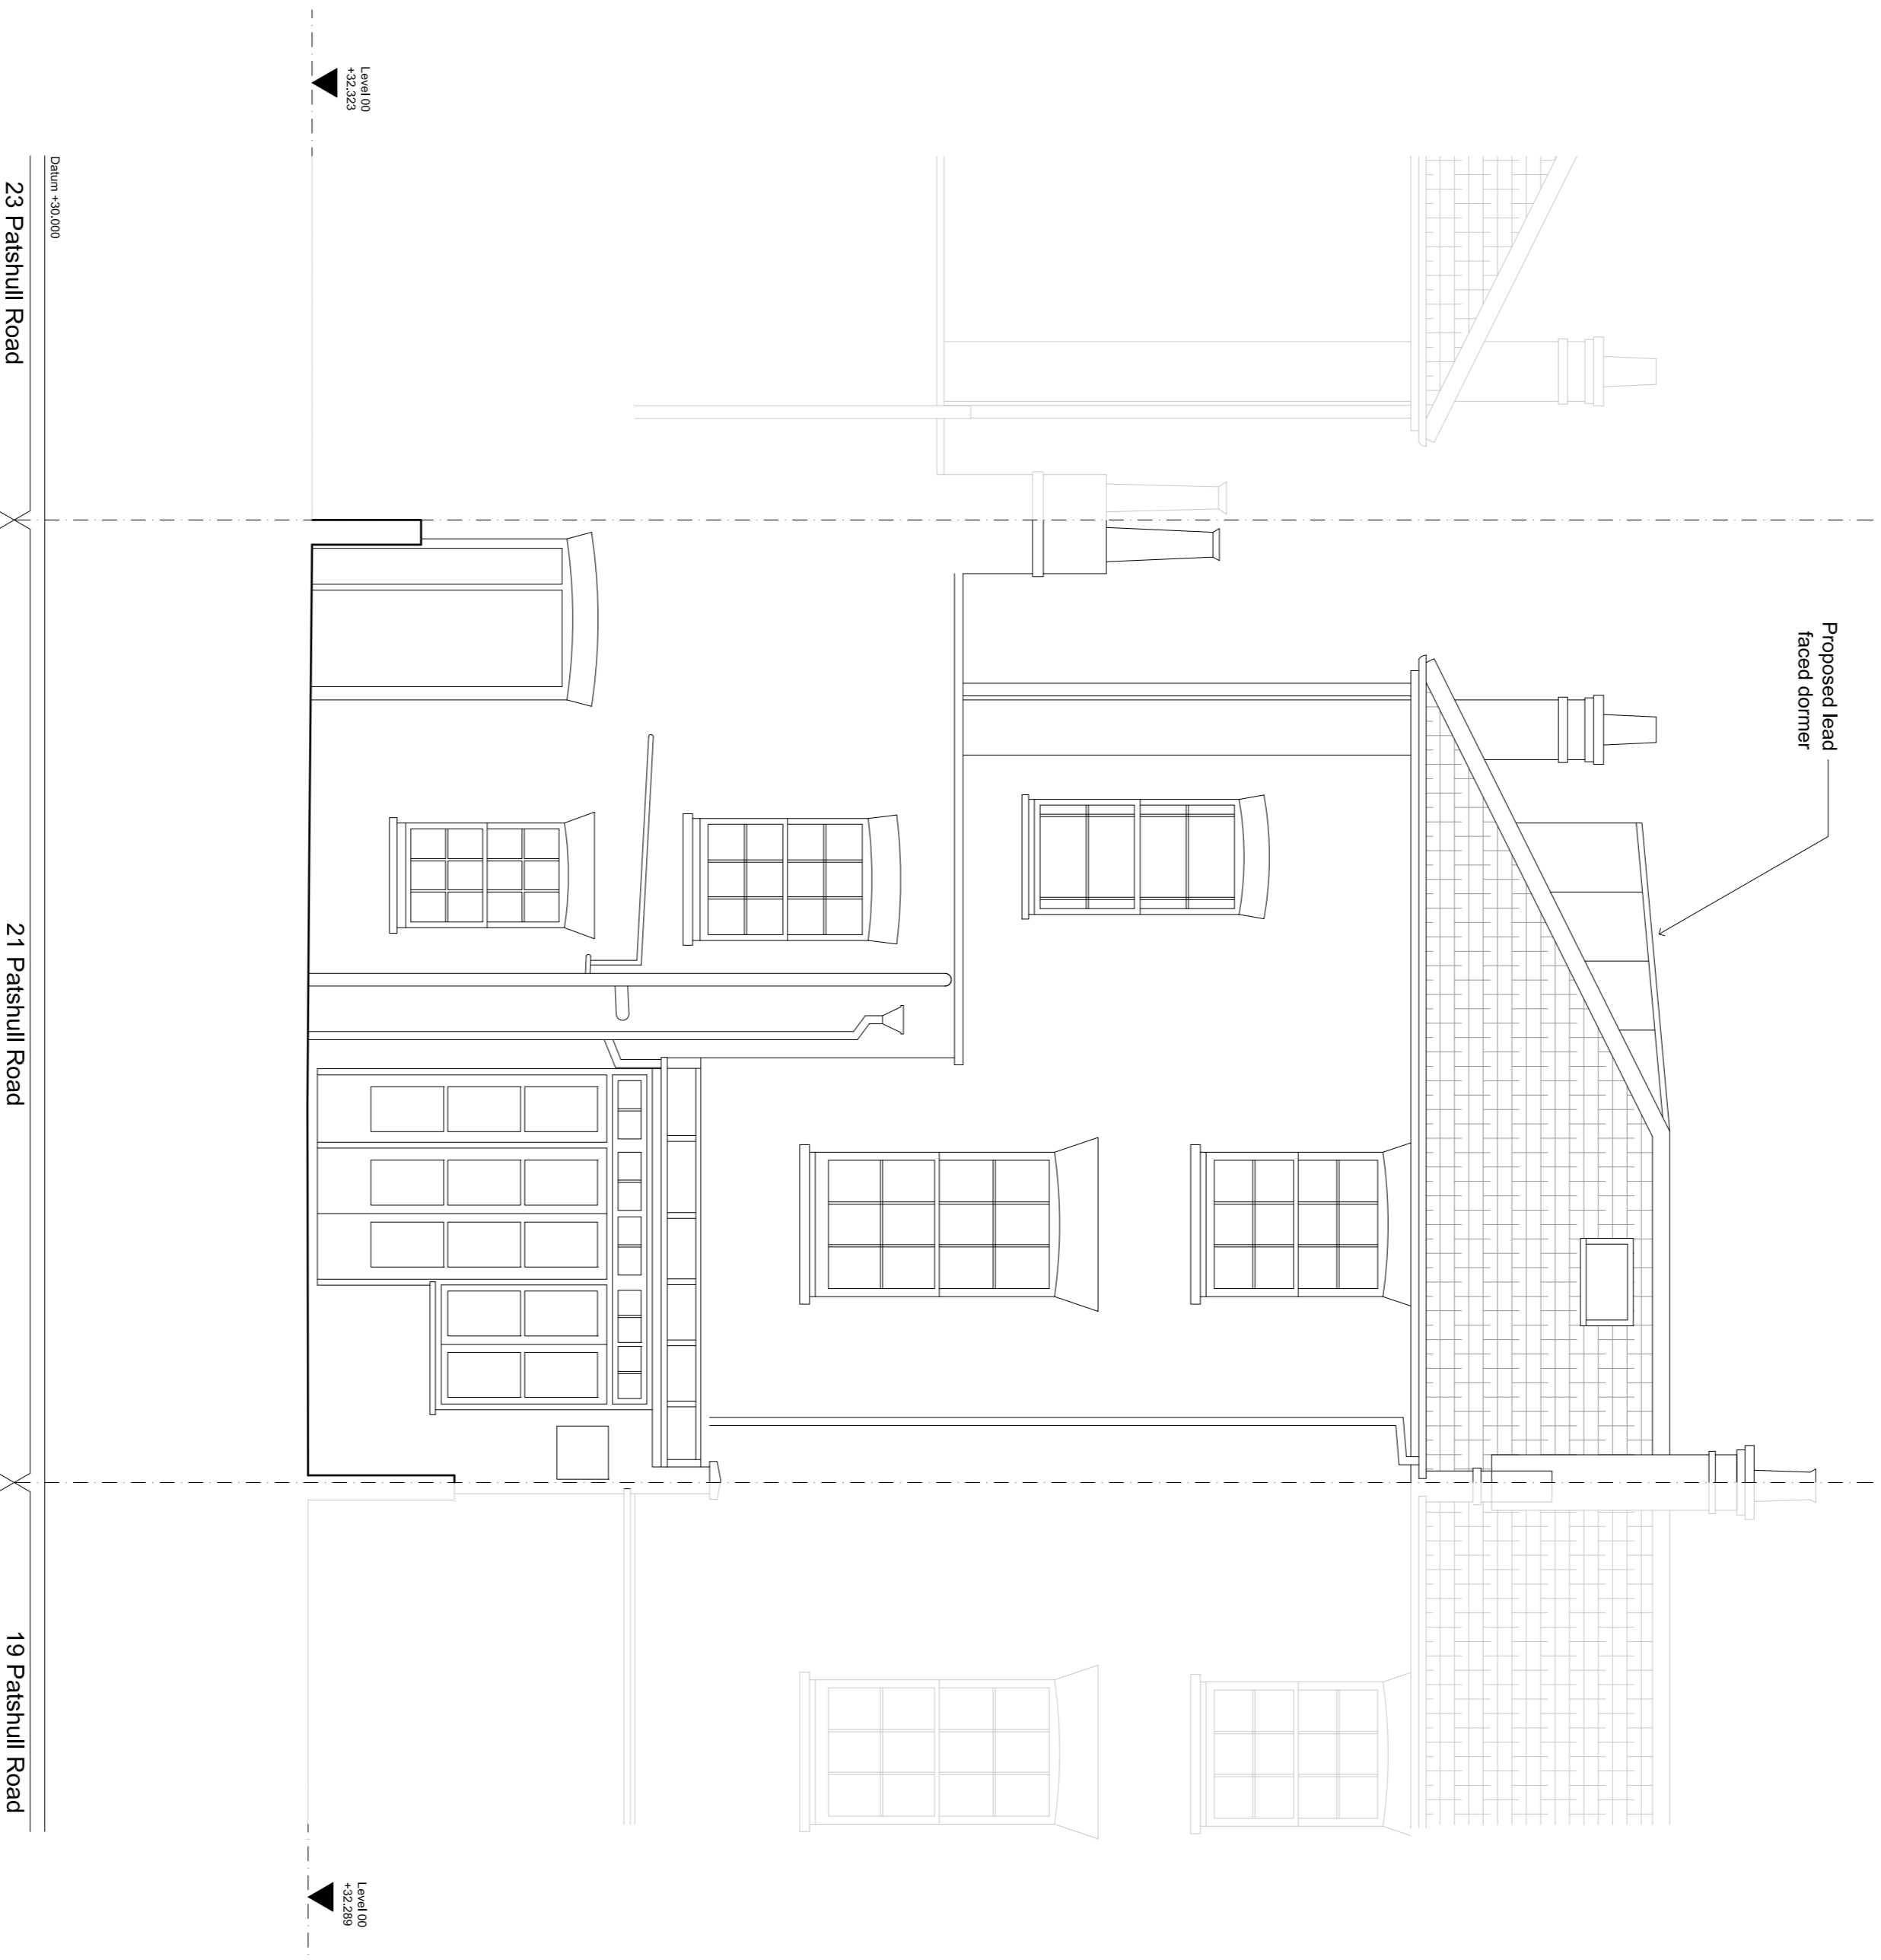 Proposed lead
faced dormer
Level 00
+32.323
Level 00
+32.289
Datum +30.000
23 Patshull Road
21 Patshull Road
19 Patshull Road